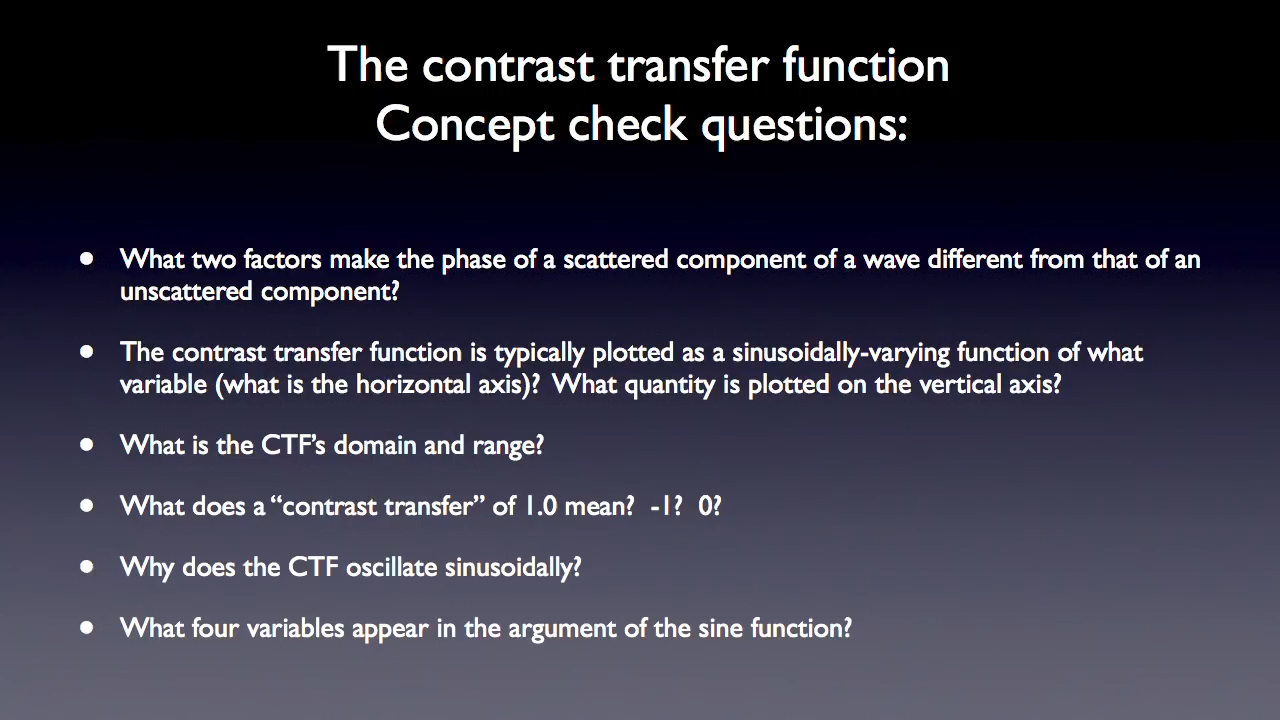 The contrast transfer function
Concept check questions:
• What two factors make the phase of a scattered component of a wave different from that of an
unscattered component?
• The contrast transfer function is typically plotted as a sinusoidally-varying function of what
variable (what is the horizontal axis)?  What quantity is plotted on the vertical axis?
• What is the CTF’s domain and range?
• What does a “contrast transfer” of 1.0 mean?  -1?  0?
• Why does the CTF oscillate sinusoidally?
• What four variables appear in the argument of the sine function?